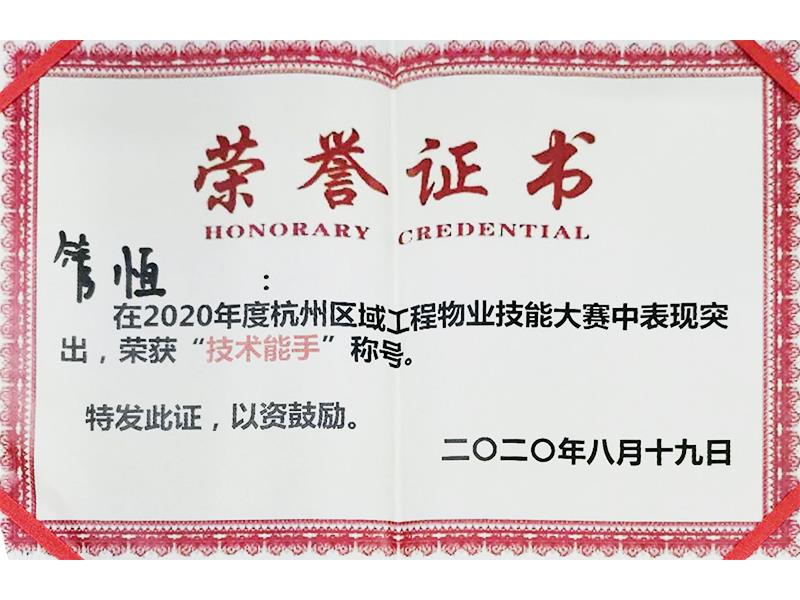 荣誉证书
HONORARY CREDENTIAL
管恒：
在2020年度杭州区域工程物业技能大赛中表现突
出，荣获“技术能手”称号。
特发此证，以资鼓励。
二〇二〇年八月十九日